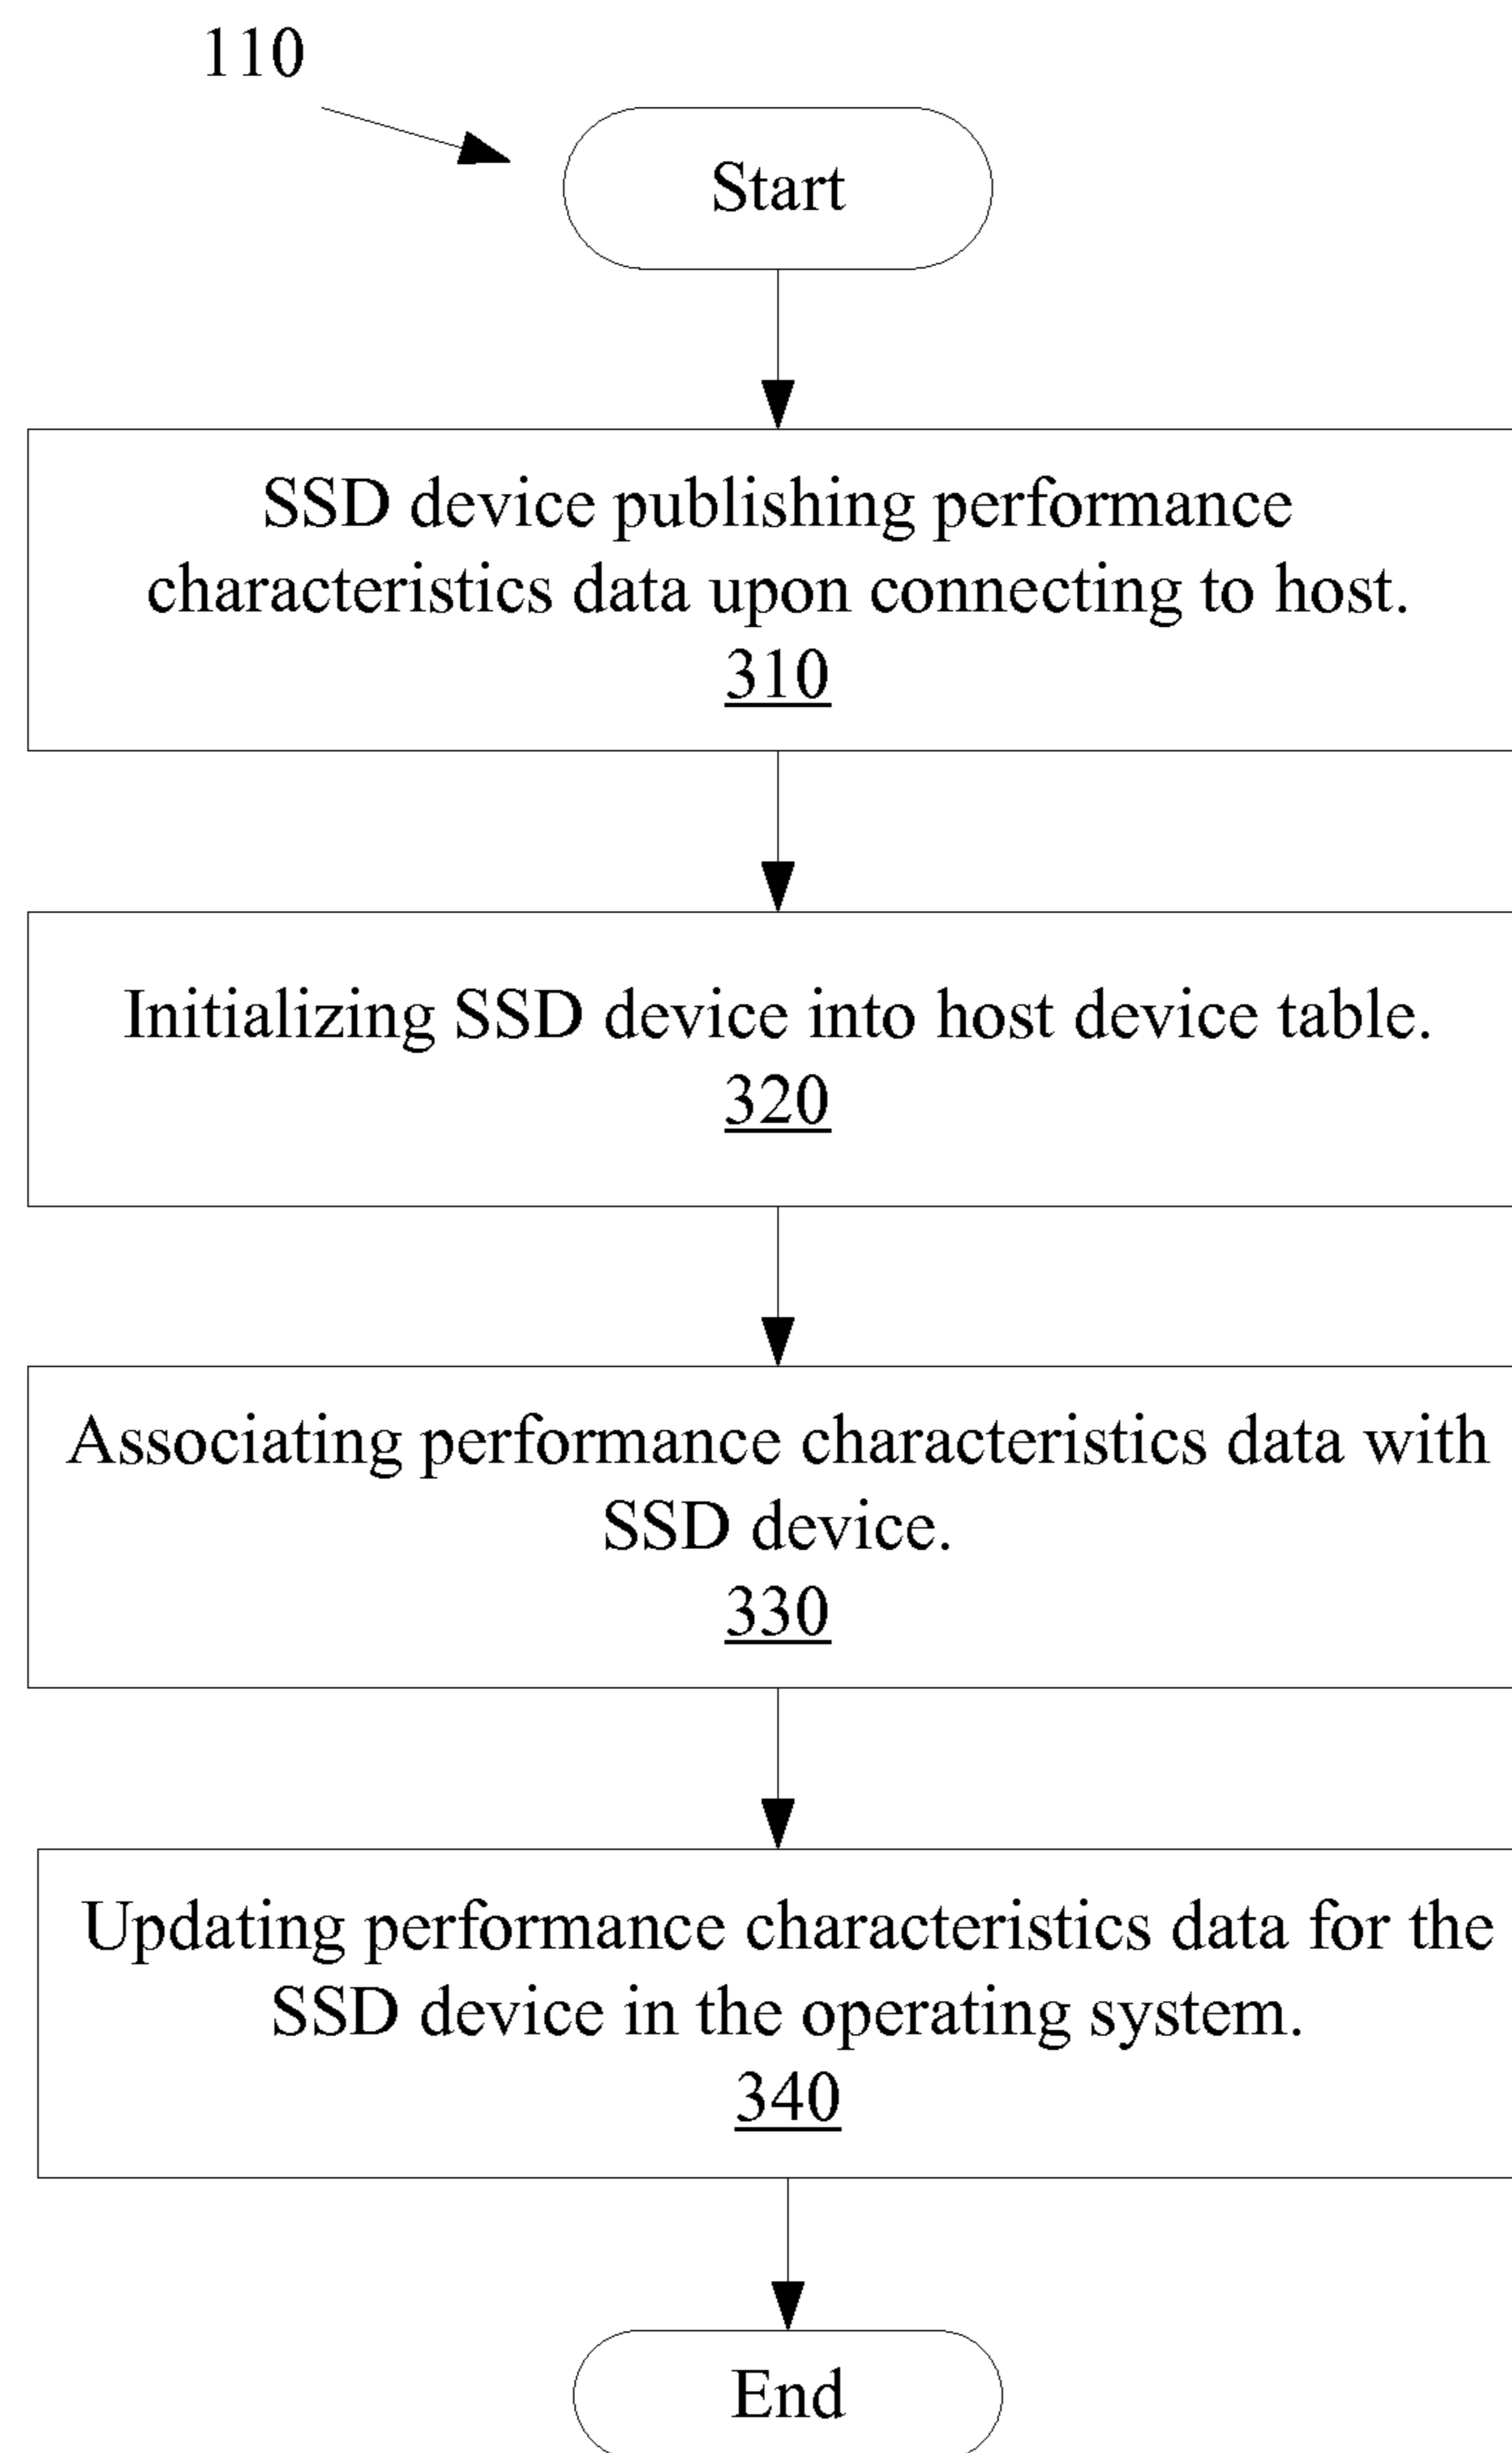 110
Start
SSD device publishing performance
characteristics data upon connecting to host.
310
Initializing SSD device into host device table.
320
Associating performance characteristics data with
SSD device.
330
Updating performance characteristics data for the
SSD device in the operating system.
340
End